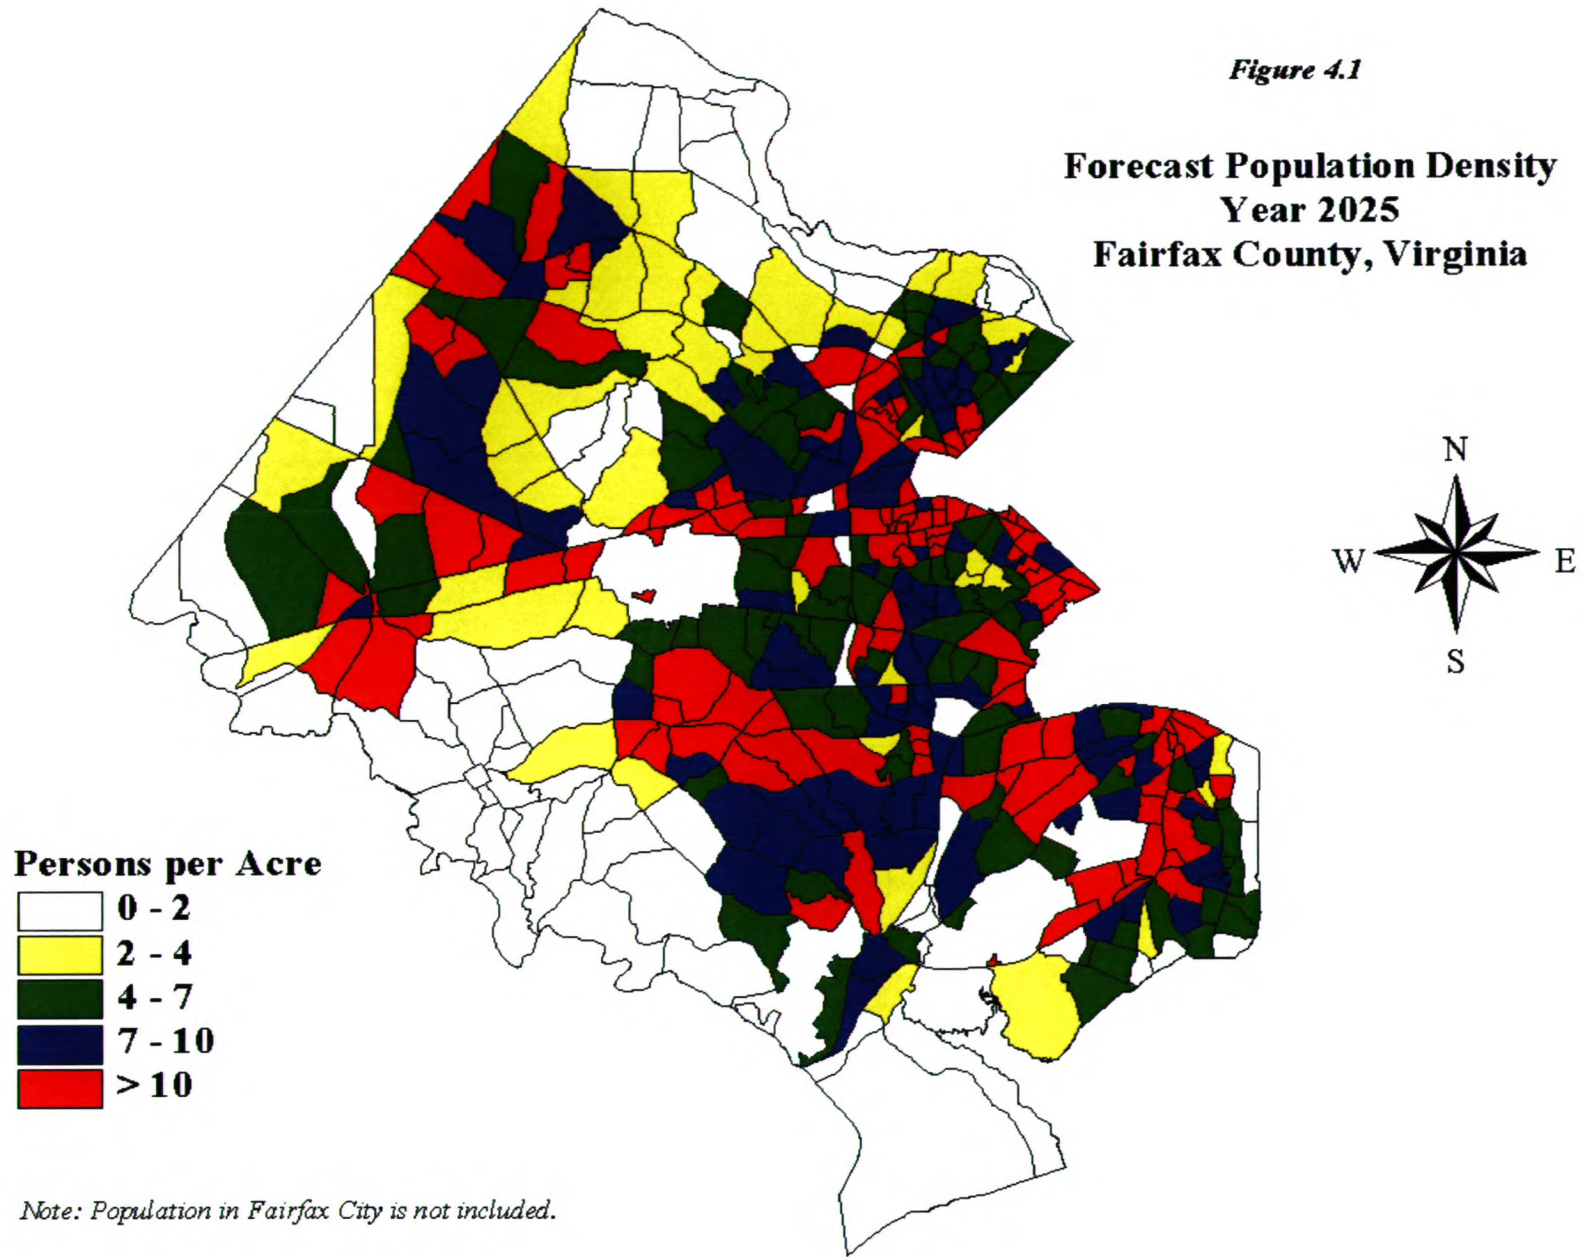 Figure 4.1
Forecast Population Density
Year 2025
Fairfax County, Virginia
N
W
E
S
Persons per Acre
0 - 2
2 - 4
4 - 7
7 - 10
> 10
Note: Population in Fairfax City is not included.